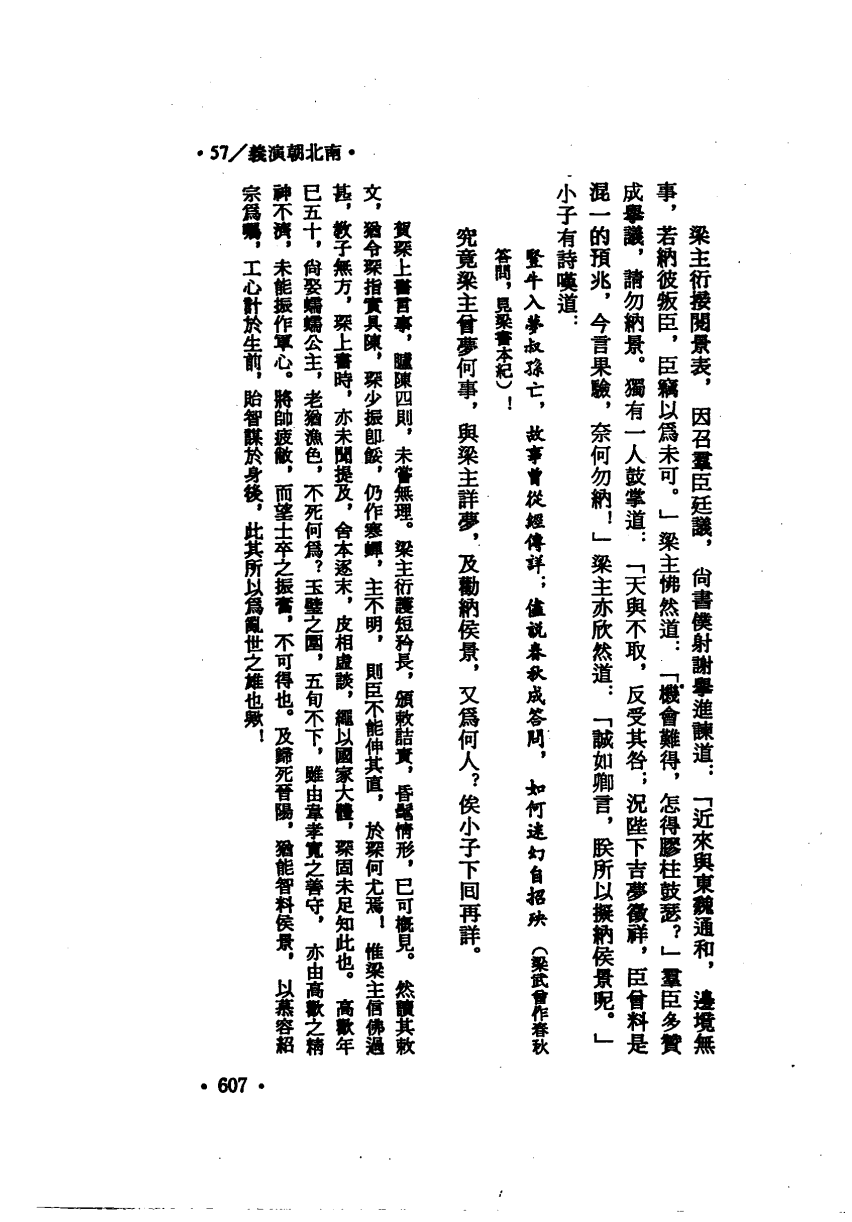 ·57/義演朝北南·
梁主衍接閱景表，因召羣臣廷議，尙書僕射謝擧進諫道：「近來與東魏通和，邊境無
事，若納彼叛臣，臣竊以爲未可。」梁主怫然道：「機會難得，怎得膠柱鼓瑟？」羣臣多贊
成擧議，請勿納景。獨有一人鼓掌道：「天與不取，反受其咎；況陛下吉夢徵祥，臣曾料是
混一的預兆，今言果驗，奈何勿納！」梁主亦欣然道：「誠如卿言，朕所以擬納侯景呢。」
小子有詩嘆道：
豎牛入夢叔孫亡，故事曾從經傳詳；儘說春秋成答問，如何迷幻自招殃（梁武曾作春秋
答問，見梁書本紀）！
究竟梁主曾夢何事，與梁主詳夢，及勸納侯景，又爲何人？俟小子下回再詳。
賀琛上書言事，臚陳四則，未嘗無理。梁主衍護短矜長，頒敕詰責，昏髦情形，已可概見。然讀其敕
文，猶令琛指實具陳，琛少振卽餒，仍作寒蟬，主不明，則臣不能伸其直，於琛何尤焉！惟梁主信佛過
甚，教子無方，琛上書時，亦未聞提及，舍本逐末，皮相虛談，繩以國家大體，琛固未足知此也。高歡年
已五十，尙娶蠕蠕公主，老猶漁色，不死何爲？玉璧之圍，五旬不下，雖由韋孝寬之善守，亦由高歡之精
神不濟，未能振作軍心。將帥疲敝，而望士卒之振奮，不可得也。及歸死晉陽，猶能智料侯景，以慕容紹
宗爲囑，工心計於生前，貽智謀於身後，此其所以爲亂世之雄也歟！
·607·